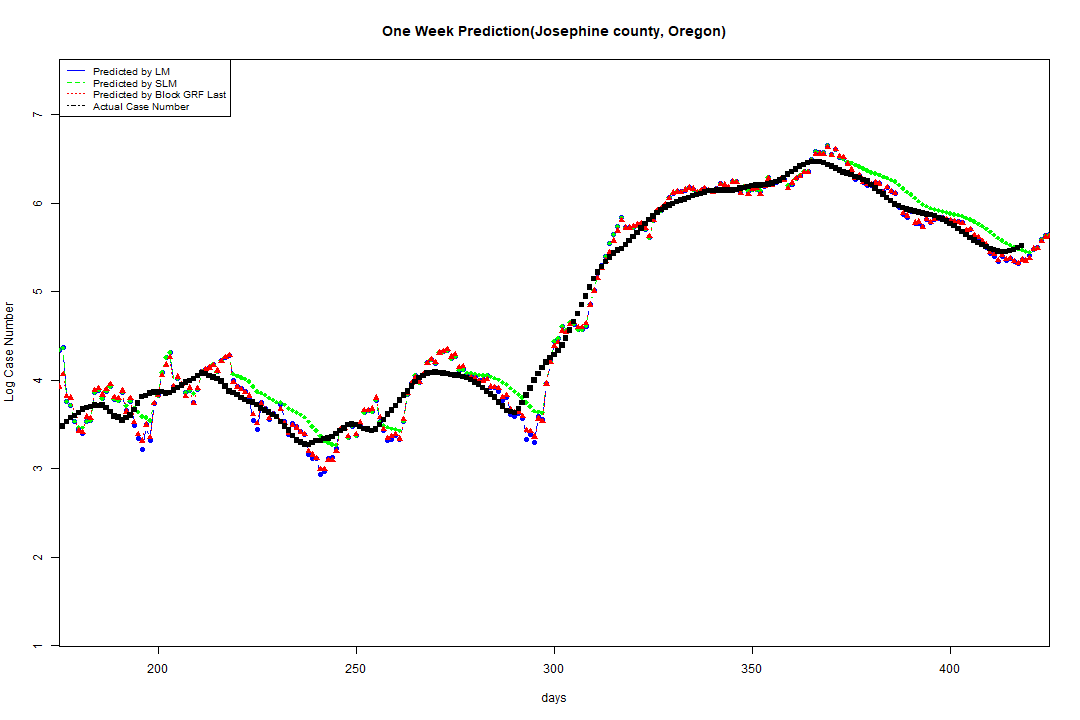 One Week Prediction(Josephine county, Oregon)
Predicted by LM
Predicted by SLM
Predicted by Block GRF Last
Actual Case Number
7
6
5
4
3
2
1
Log Case Number
200 250 300 350 400
days